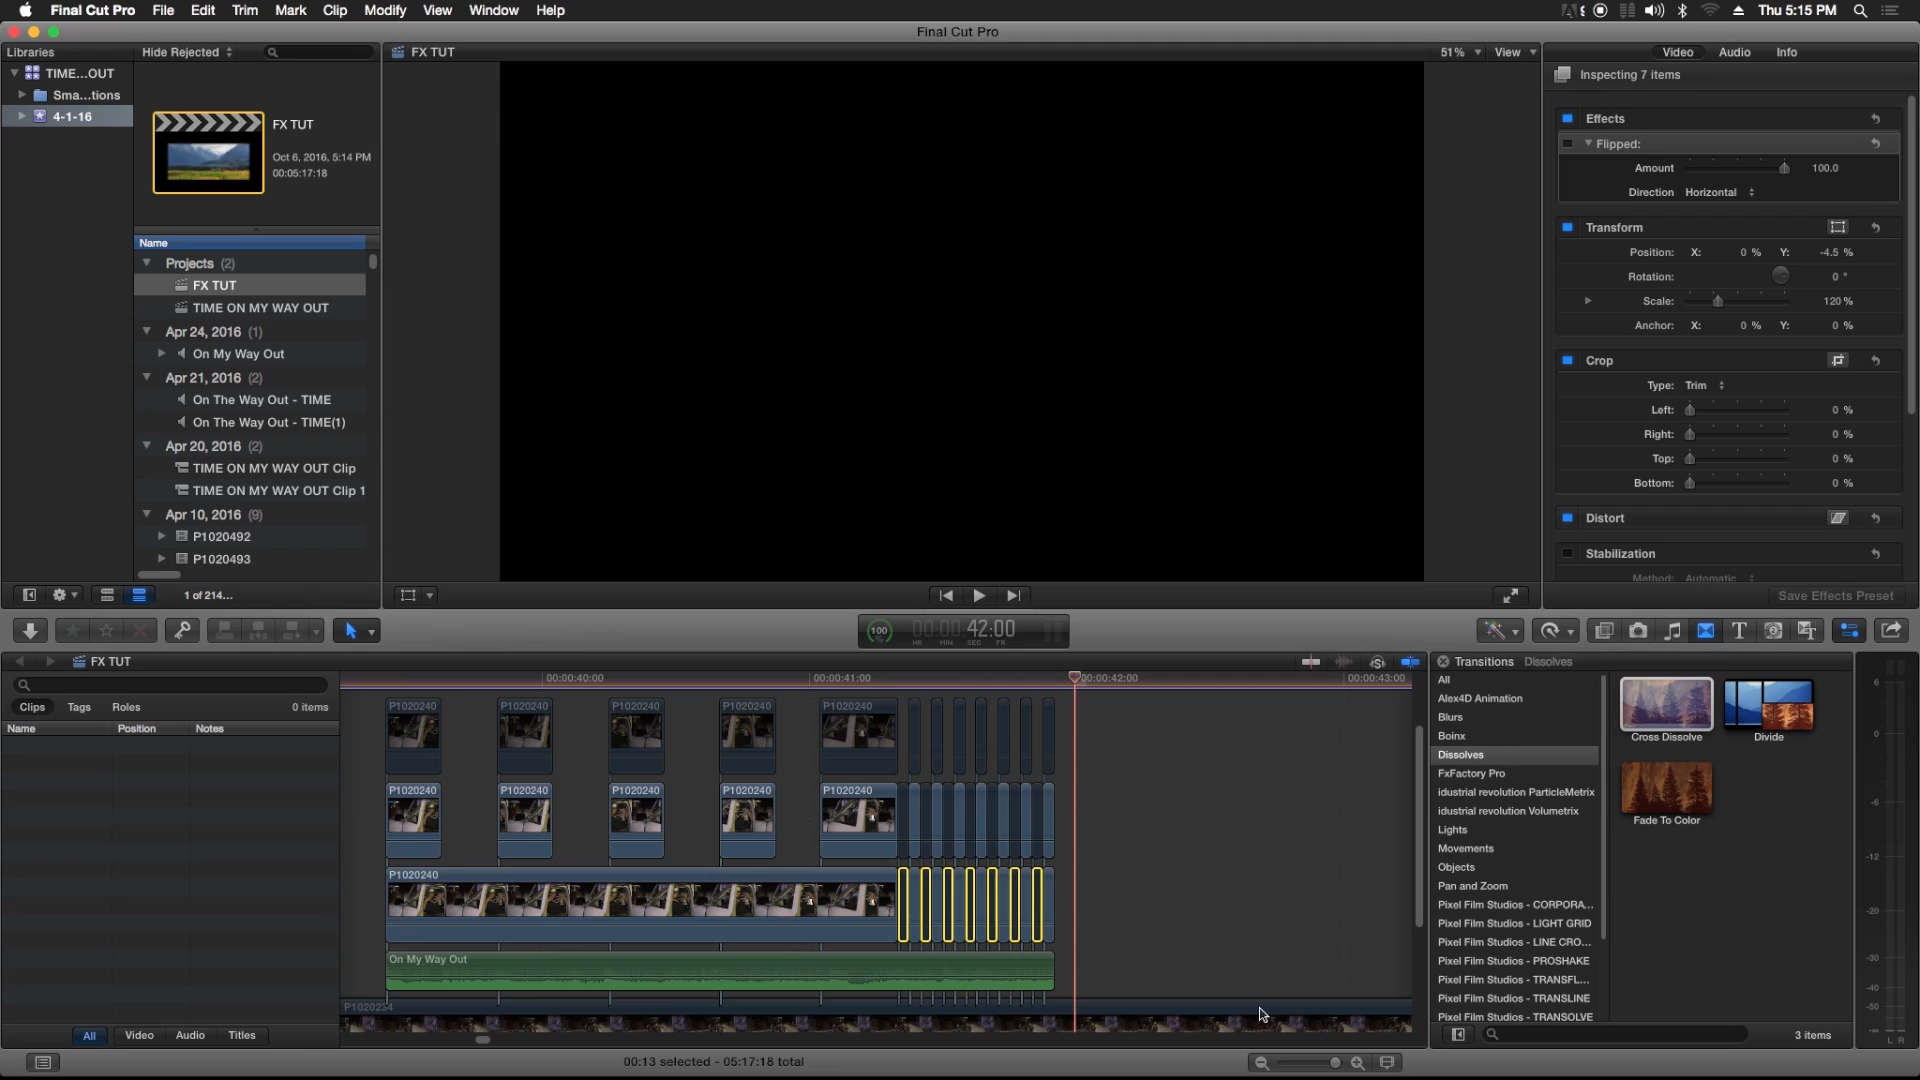 Final Cut Pro File Edit Trim Mark Clip Modify View Window Help
Thu 5:15 PM
Final Cut Pro
Libraries
TIME...OUT
Sma...tions
4-1-16
Hide Rejected
FX TUT
Oct 6, 2016, 5:14 PM
00:05:17:18
Name
Projects (2)
FX TUT
TIME ON MY WAY OUT
Apr 24, 2016 (1)
On My Way Out
Apr 21, 2016 (2)
On The Way Out - TIME
On The Way Out - TIME(1)
Apr 20, 2016 (2)
TIME ON MY WAY OUT Clip
TIME ON MY WAY OUT Clip 1
Apr 10, 2016 (9)
P1020492
P1020493
1 of 214...
FX TUT
51% View
Video Audio Info
Inspecting 7 items
Effects
Flipped:
Amount 100.0
Direction Horizontal
Transform
Position: X: 0 % Y: -4.5 %
Rotation: 0 °
Scale: 120 %
Anchor: X: 0 % Y: 0 %
Crop
Type: Trim
Left: 0 %
Right: 0 %
Top: 0 %
Bottom: 0 %
Distort
Stabilization
Method: Automatic
Save Effects Preset
100 %
00:00:42:00
HR MIN SEC FR
FX TUT
Clips Tags Roles 0 items
Name Position Notes
All Video Audio Titles
00:00:40:00 00:00:41:00 00:00:42:00 00:00:43:00
P1020240 P1020240 P1020240 P1020240 P1020240
P1020240 P1020240 P1020240 P1020240 P1020240
P1020240
On My Way Out
P1020234
00:13 selected - 05:17:18 total
Transitions Dissolves
All
Alex4D Animation
Blurs
Boinx
Dissolves
FxFactory Pro
idustrial revolution ParticleMetrix
idustrial revolution Volumetrix
Lights
Movements
Objects
Pan and Zoom
Pixel Film Studios - CORPORA...
Pixel Film Studios - LIGHT GRID
Pixel Film Studios - LINE CRO...
Pixel Film Studios - PROSHAKE
Pixel Film Studios - TRANSFL...
Pixel Film Studios - TRANSLINE
Pixel Film Studios - TRANSOLVE
Cross Dissolve
Divide
Fade To Color
3 items
6
0
-6
-12
-20
-30
-40
-50
-∞
L R